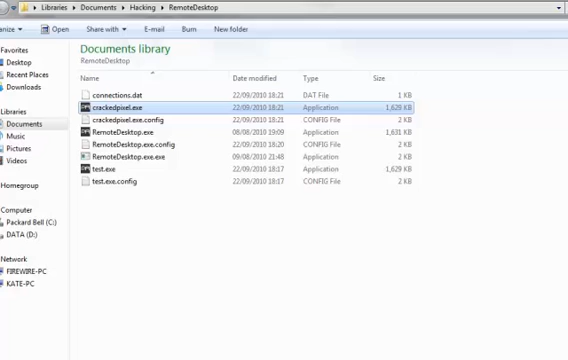 Libraries ▸ Documents ▸ Hacking ▸ RemoteDesktop
anize ▾ Open Share with ▾ E-mail Burn New folder
Favorites
Desktop
Recent Places
Downloads
Libraries
Documents
Music
Pictures
Videos
Homegroup
Computer
Packard Bell (C:)
DATA (D:)
Network
FIREWIRE-PC
KATE-PC
Documents library
RemoteDesktop
Name Date modified Type Size
connections.dat 22/09/2010 18:21 DAT File 1 KB
crackedpixel.exe 22/09/2010 18:21 Application 1,629 KB
crackedpixel.exe.config 22/09/2010 18:21 CONFIG File 2 KB
RemoteDesktop.exe 08/08/2010 19:09 Application 1,631 KB
RemoteDesktop.exe.config 22/09/2010 18:20 CONFIG File 2 KB
RemoteDesktop.exe.exe 09/08/2010 21:48 Application 2 KB
test.exe 22/09/2010 18:17 Application 1,629 KB
test.exe.config 22/09/2010 18:17 CONFIG File 2 KB